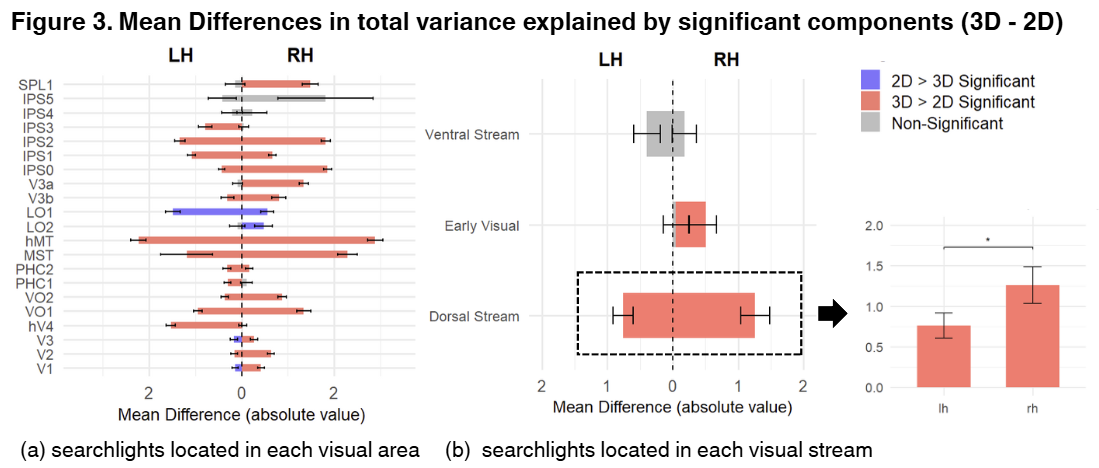 Figure 3. Mean Differences in total variance explained by significant components (3D - 2D)
LH RH
SPL1
IPS5
IPS4
IPS3
IPS2
IPS1
IPS0
V3a
V3b
LO1
LO2
hMT
MST
PHC2
PHC1
VO2
VO1
hV4
V3
V2
V1
2 0 2
Mean Difference (absolute value)
(a) searchlights located in each visual area
LH RH
Ventral Stream
Early Visual
Dorsal Stream
2 1 0 1 2
Mean Difference (absolute value)
(b) searchlights located in each visual stream
2D > 3D Significant
3D > 2D Significant
Non-Significant
2.0
1.5
1.0
0.5
0.0
*
lh rh